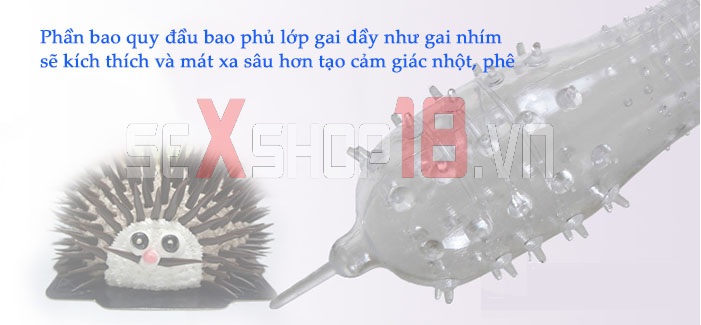 Phần bao quy đầu bao phủ lớp gai dầy như gai nhím
sẽ kích thích và mát xa sâu hơn tạo cảm giác nhột, phê
SEXSHOP18.VN